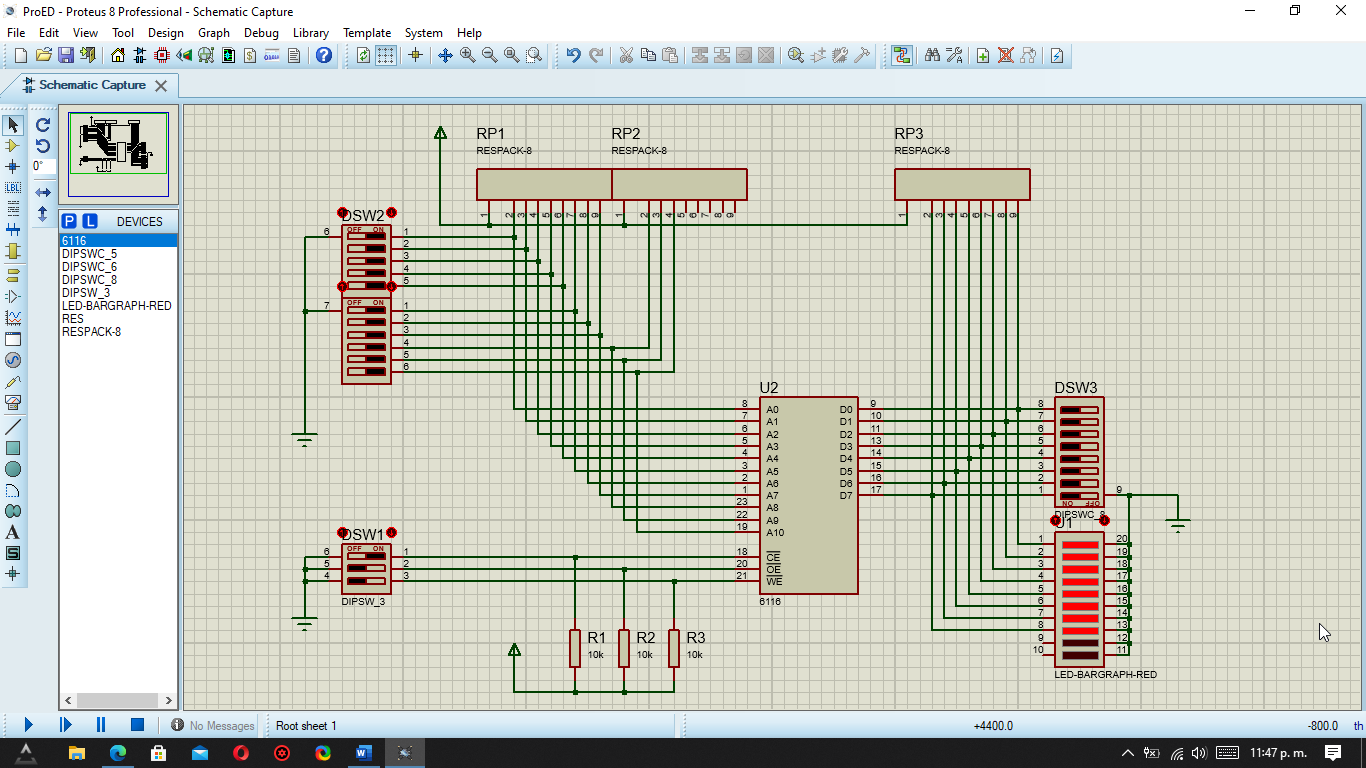 ProED - Proteus 8 Professional - Schematic Capture
File Edit View Tool Design Graph Debug Library Template System Help
Schematic Capture
0°
LBL
P L DEVICES
6116
DIPSWC_5
DIPSWC_6
DIPSWC_8
DIPSW_3
LED-BARGRAPH-RED
RES
RESPACK-8
A
S
RP1 RP2 RP3
RESPACK-8 RESPACK-8 RESPACK-8
1 2 3 4 5 6 7 8 9 1 2 3 4 5 6 7 8 9 1 2 3 4 5 6 7 8 9
DSW2
OFF ON
6 1
2
3
4
5
OFF ON
7 1
2
3
4
5
6
U2 DSW3
8 A0 D0 9 8
7 A1 D1 10 7
6 A2 D2 11 6
5 A3 D3 13 5
4 A4 D4 14 4
3 A5 D5 15 3
2 A6 D6 16 2
1 A7 D7 17 1 9
23 A8 ON OFF
22 A9 DIPSWC_8
19 A10
18 CE
20 OE
21 WE
6116
DSW1
OFF ON
6 1
5 2
4 3
DIPSW_3
U1
1 20
2 19
3 18
4 17
5 16
6 15
7 14
8 13
9 12
10 11
LED-BARGRAPH-RED
R1 R2 R3
10k 10k 10k
No Messages Root sheet 1 +4400.0 -800.0 th
11:47 p. m.